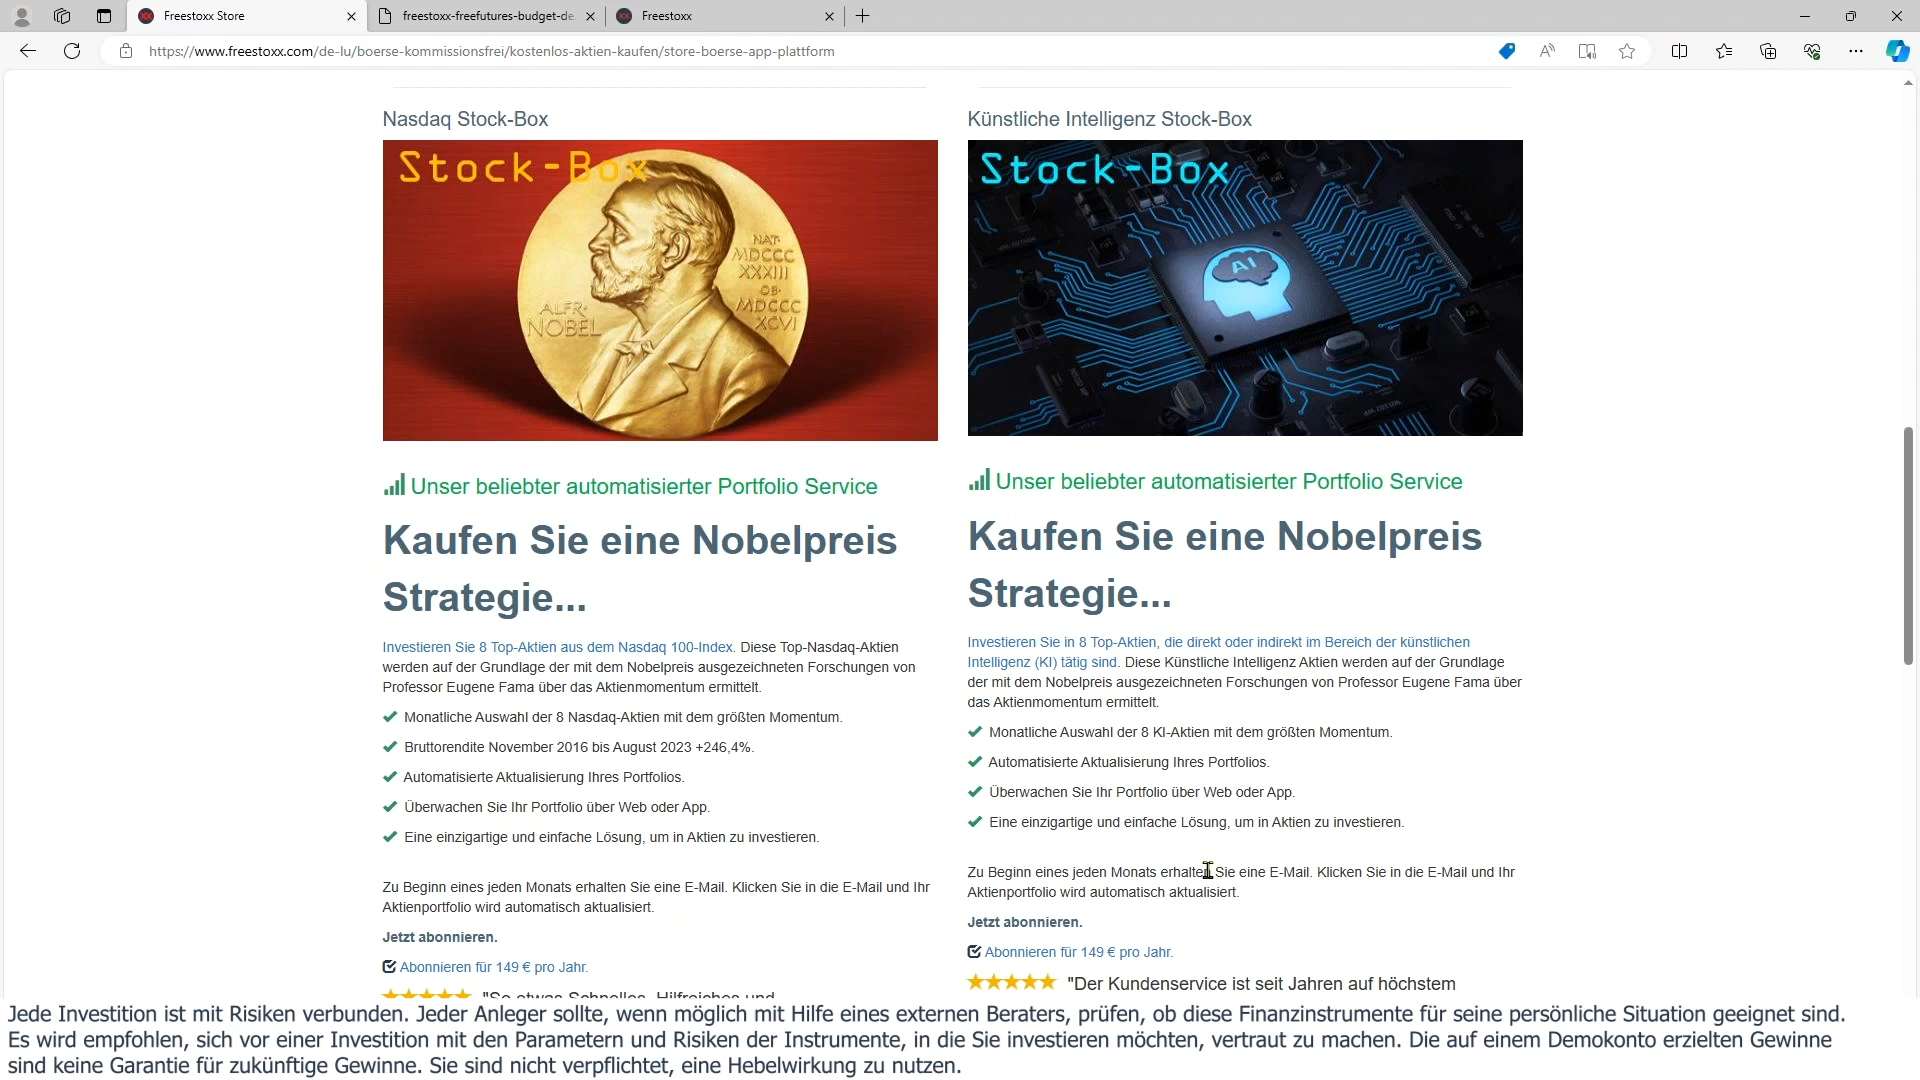 Freestoxx Store
freestoxx-freefutures-budget-de
Freestoxx
https://www.freestoxx.com/de-lu/boerse-kommissionsfrei/kostenlos-aktien-kaufen/store-boerse-app-plattform
Nasdaq Stock-Box
Stock-Box
ALFR·
NOBEL
NAT·
MDCCC
XXXIII
OB·
MDCCC
XCVI
Unser beliebter automatisierter Portfolio Service
Kaufen Sie eine Nobelpreis
Strategie...
Investieren Sie 8 Top-Aktien aus dem Nasdaq 100-Index. Diese Top-Nasdaq-Aktien
werden auf der Grundlage der mit dem Nobelpreis ausgezeichneten Forschungen von
Professor Eugene Fama über das Aktienmomentum ermittelt.
Monatliche Auswahl der 8 Nasdaq-Aktien mit dem größten Momentum.
Bruttorendite November 2016 bis August 2023 +246,4%.
Automatisierte Aktualisierung Ihres Portfolios.
Überwachen Sie Ihr Portfolio über Web oder App.
Eine einzigartige und einfache Lösung, um in Aktien zu investieren.
Zu Beginn eines jeden Monats erhalten Sie eine E-Mail. Klicken Sie in die E-Mail und Ihr
Aktienportfolio wird automatisch aktualisiert.
Jetzt abonnieren.
Abonnieren für 149 € pro Jahr.
"So etwas Schnelles, Hilfreiches und
Künstliche Intelligenz Stock-Box
Stock-Box
AI
Unser beliebter automatisierter Portfolio Service
Kaufen Sie eine Nobelpreis
Strategie...
Investieren Sie in 8 Top-Aktien, die direkt oder indirekt im Bereich der künstlichen
Intelligenz (KI) tätig sind. Diese Künstliche Intelligenz Aktien werden auf der Grundlage
der mit dem Nobelpreis ausgezeichneten Forschungen von Professor Eugene Fama über
das Aktienmomentum ermittelt.
Monatliche Auswahl der 8 KI-Aktien mit dem größten Momentum.
Automatisierte Aktualisierung Ihres Portfolios.
Überwachen Sie Ihr Portfolio über Web oder App.
Eine einzigartige und einfache Lösung, um in Aktien zu investieren.
Zu Beginn eines jeden Monats erhalten Sie eine E-Mail. Klicken Sie in die E-Mail und Ihr
Aktienportfolio wird automatisch aktualisiert.
Jetzt abonnieren.
Abonnieren für 149 € pro Jahr.
"Der Kundenservice ist seit Jahren auf höchstem
Jede Investition ist mit Risiken verbunden. Jeder Anleger sollte, wenn möglich mit Hilfe eines externen Beraters, prüfen, ob diese Finanzinstrumente für seine persönliche Situation geeignet sind.
Es wird empfohlen, sich vor einer Investition mit den Parametern und Risiken der Instrumente, in die Sie investieren möchten, vertraut zu machen. Die auf einem Demokonto erzielten Gewinne
sind keine Garantie für zukünftige Gewinne. Sie sind nicht verpflichtet, eine Hebelwirkung zu nutzen.